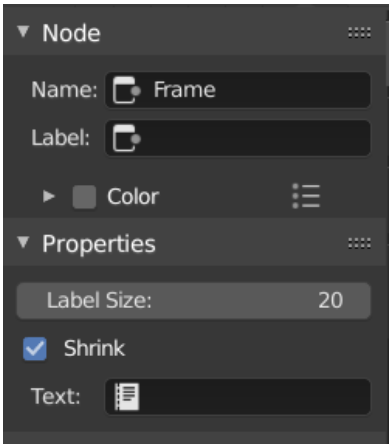 Node
Name: Frame
Label:
Color
Properties
Label Size: 20
Shrink
Text: